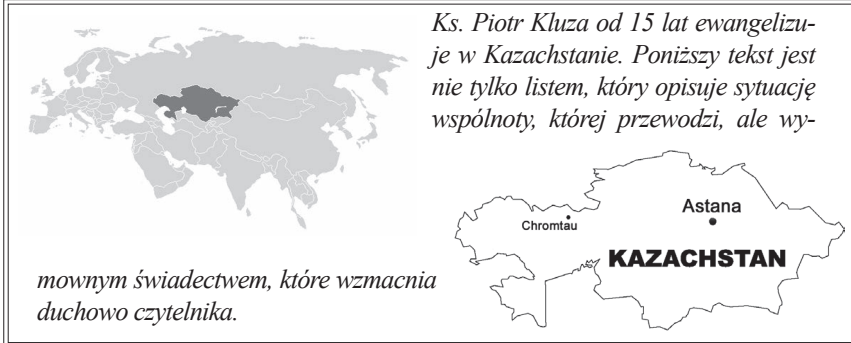 Ks. Piotr Kluza od 15 lat ewangelizu-
je w Kazachstanie. Poniższy tekst jest
nie tylko listem, który opisuje sytuację
wspólnoty, której przewodzi, ale wy-
mownym świadectwem, które wzmacnia
duchowo czytelnika.
Astana
Chromtau
KAZACHSTAN